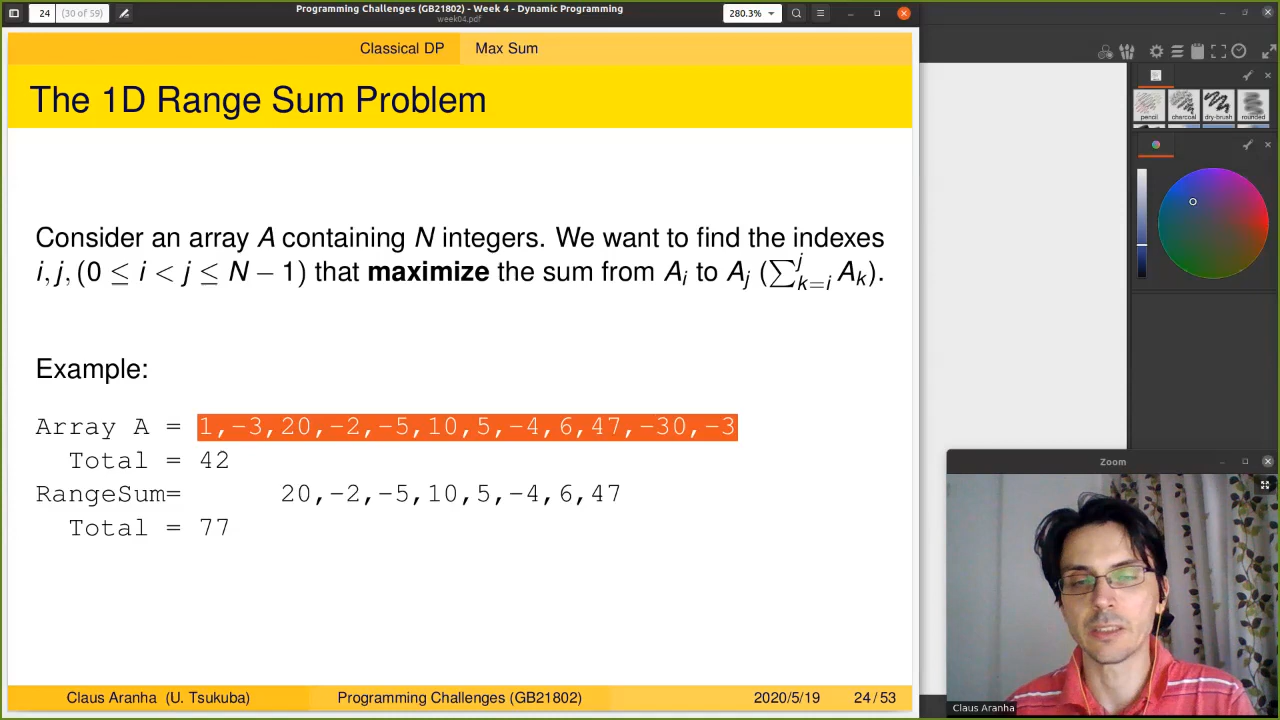 24
(30 of 59)
Programming Challenges (GB21802) - Week 4 - Dynamic Programming
week04.pdf
280.3%
Classical DP Max Sum
The 1D Range Sum Problem
Consider an array A containing N integers. We want to find the indexes
i, j, (0 ≤ i < j ≤ N − 1) that maximize the sum from Ai to Aj (∑_{k=i}^{j} Ak).
Example:
Array A = 1,−3,20,−2,−5,10,5,−4,6,47,−30,−3
Total = 42
RangeSum= 20,−2,−5,10,5,−4,6,47
Total = 77
Claus Aranha (U. Tsukuba) Programming Challenges (GB21802) 2020/5/19 24 / 53
pencil charcoal dry-brush rounded
Zoom
Claus Aranha